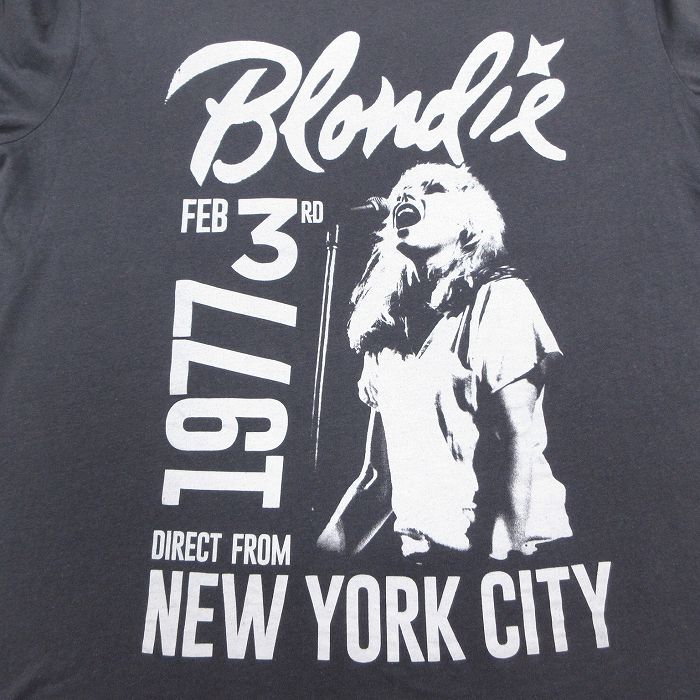 Blondie
FEB 3RD
1977
DIRECT FROM
NEW YORK CITY